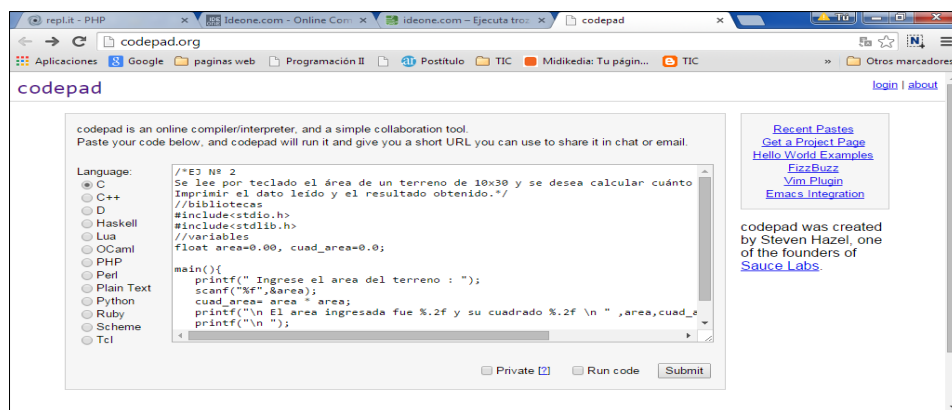 repl.it - PHP
Ideone.com - Online Com
ideone.com – Ejecuta troz
codepad
Tú
codepad.org
Aplicaciones
Google
paginas web
Programación II
Postítulo
TIC
Midikedia: Tu págin...
TIC
»
Otros marcadores
codepad
login | about
codepad is an online compiler/interpreter, and a simple collaboration tool.
Paste your code below, and codepad will run it and give you a short URL you can use to share it in chat or email.
Language:
C
C++
D
Haskell
Lua
OCaml
PHP
Perl
Plain Text
Python
Ruby
Scheme
Tcl
/*EJ Nº 2
Se lee por teclado el área de un terreno de 10x30 y se desea calcular cuánto
Imprimir el dato leído y el resultado obtenido.*/
//bibliotecas
#include<stdio.h>
#include<stdlib.h>
//variables
float area=0.00, cuad_area=0.0;
main(){
printf(" Ingrese el area del terreno : ");
scanf("%f",&area);
cuad_area= area * area;
printf("\n El area ingresada fue %.2f y su cuadrado %.2f \n " ,area,cuad_a
printf("\n ");
Private [?]
Run code
Submit
Recent Pastes
Get a Project Page
Hello World Examples
FizzBuzz
Vim Plugin
Emacs Integration
codepad was created
by Steven Hazel, one
of the founders of
Sauce Labs.